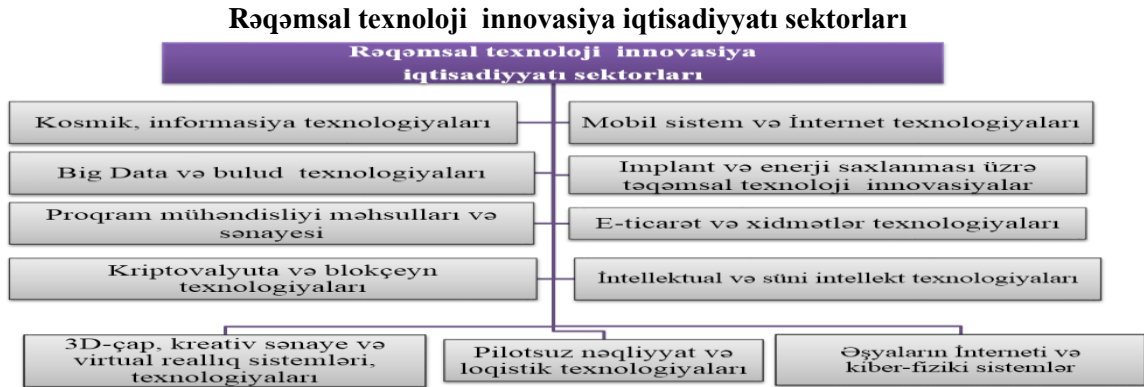 Rəqəmsal texnoloji innovasiya iqtisadiyyatı sektorları
Rəqəmsal texnoloji innovasiya
iqtisadiyyatı sektorları
Kosmik, informasiya texnologiyaları
Mobil sistem və İnternet texnologiyaları
Big Data və bulud texnologiyaları
Implant və enerji saxlanması üzrə
təqəmsal texnoloji innovasiyalar
Proqram mühəndisliyi məhsulları və
sənayesi
E-ticarət və xidmətlər texnologiyaları
Kriptovalyuta və blokçeyn
texnologiyaları
İntellektual və süni intellekt texnologiyaları
3D-çap, kreativ sənaye və
virtual reallıq sistemləri,
texnologiyaları
Pilotsuz nəqliyyat və
loqistik texnologiyaları
Əşyaların İnterneti və
kiber-fiziki sistemlər